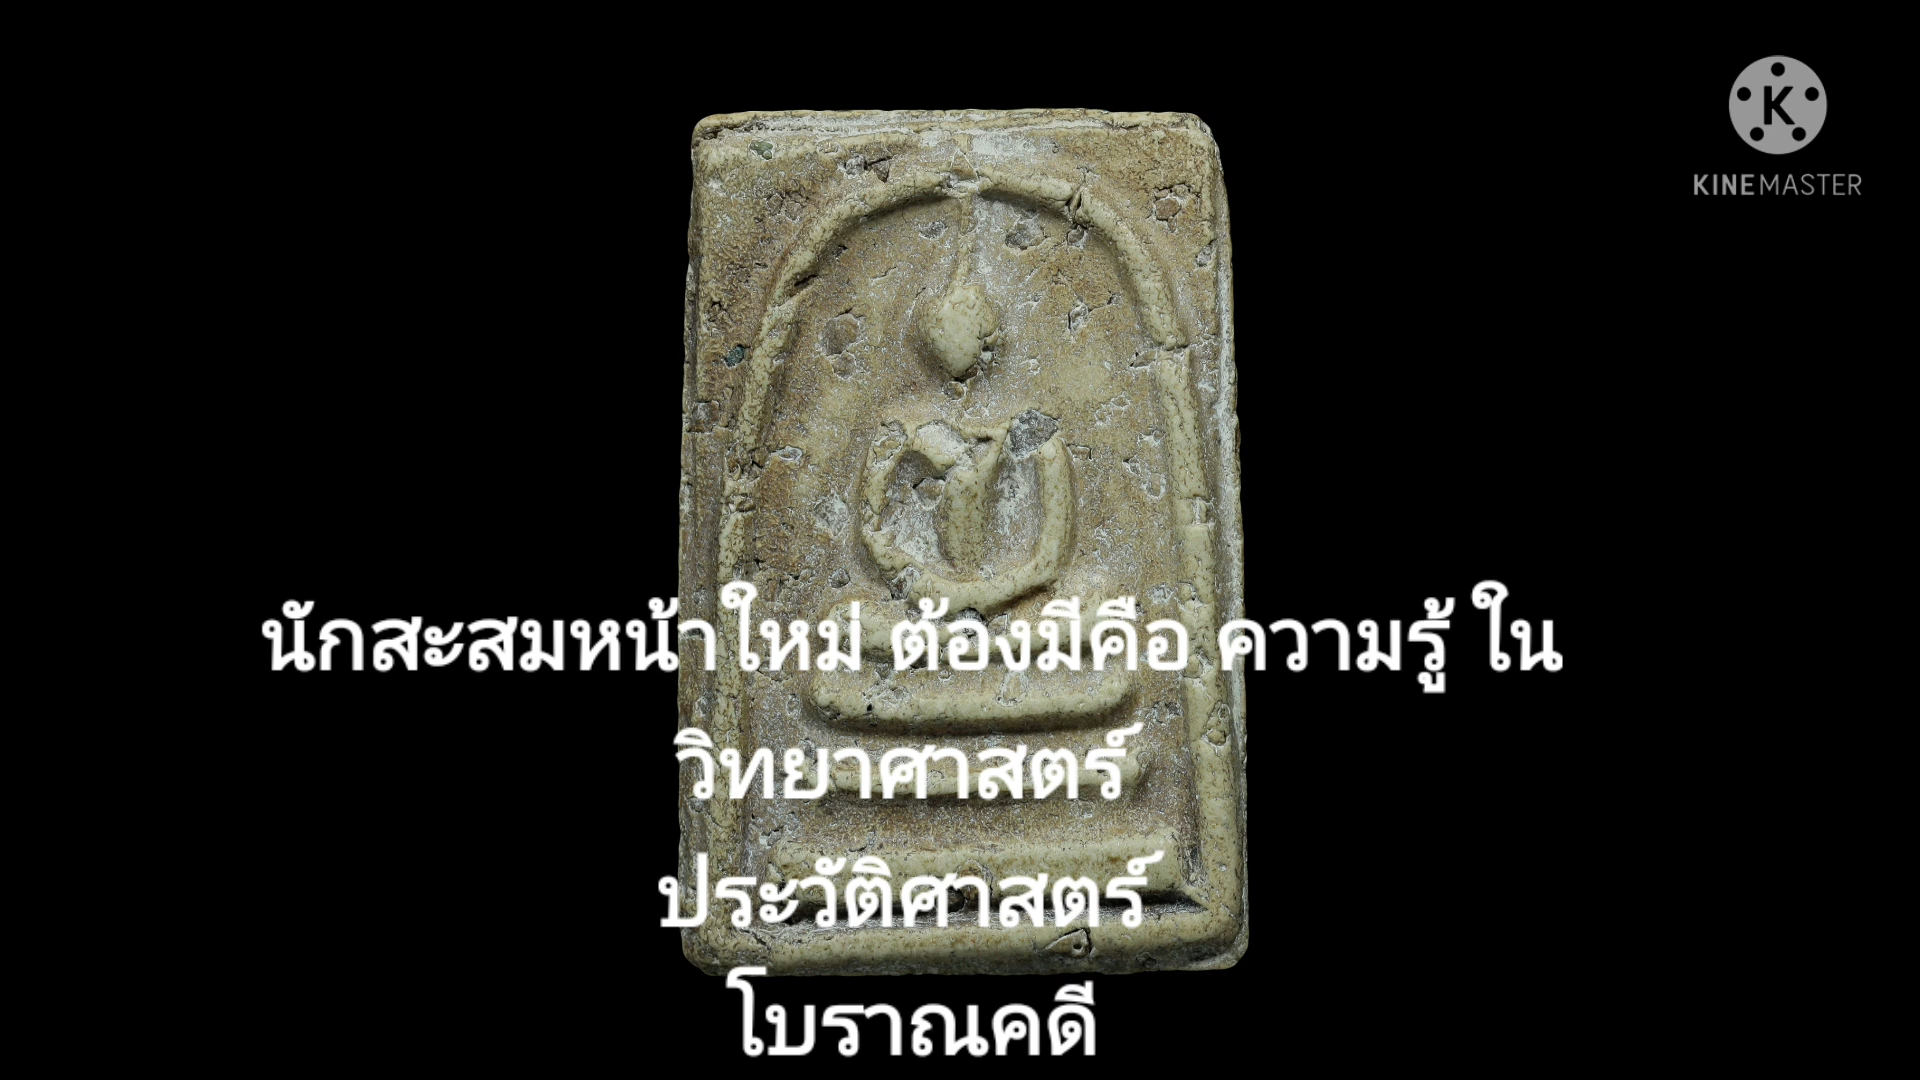 K
KINEMASTER
นักสะสมหน้าใหม่ ต้องมีคือ ความรู้ ใน
วิทยาศาสตร์
ประวัติศาสตร์
โบราณคดี